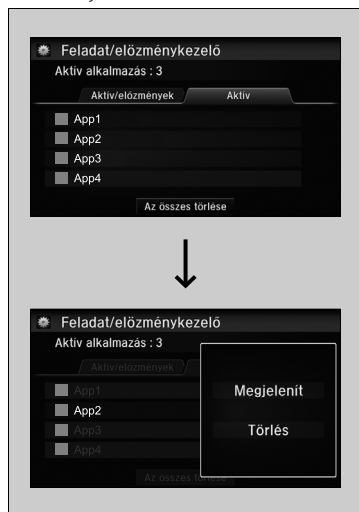 Feladat/előzménykezelő
Aktív alkalmazás : 3
Aktív/előzmények Aktív
App1
App2
App3
App4
Az összes törlése
Feladat/előzménykezelő
Aktív alkalmazás : 3
Aktív/előzmények
App1
App2
App3
App4
Megjelenít
Törlés
Az összes törlése